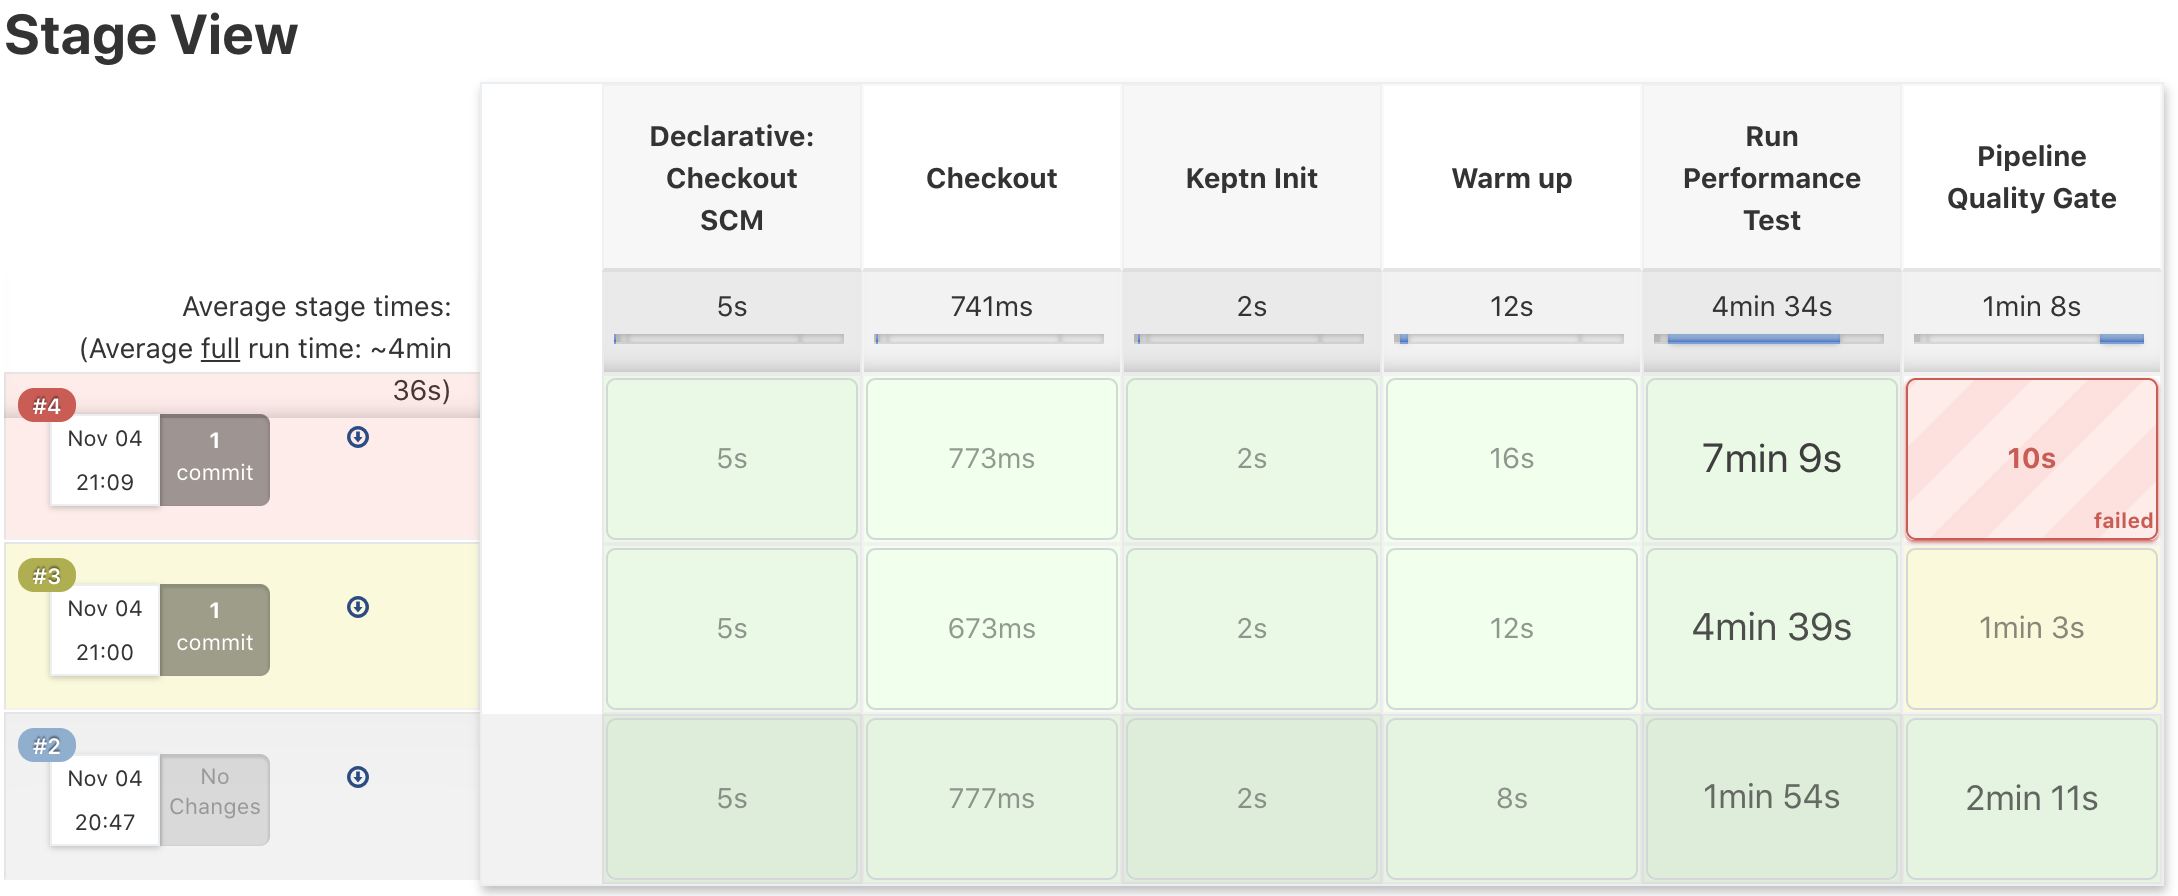 Stage View
Declarative:
Checkout
SCM
Checkout
Keptn Init
Warm up
Run
Performance
Test
Pipeline
Quality Gate
Average stage times:
(Average full run time: ~4min
36s)
5s
741ms
2s
12s
4min 34s
1min 8s
#4
Nov 04
21:09
1
commit
5s
773ms
2s
16s
7min 9s
10s
failed
#3
Nov 04
21:00
1
commit
5s
673ms
2s
12s
4min 39s
1min 3s
#2
Nov 04
20:47
No
Changes
5s
777ms
2s
8s
1min 54s
2min 11s